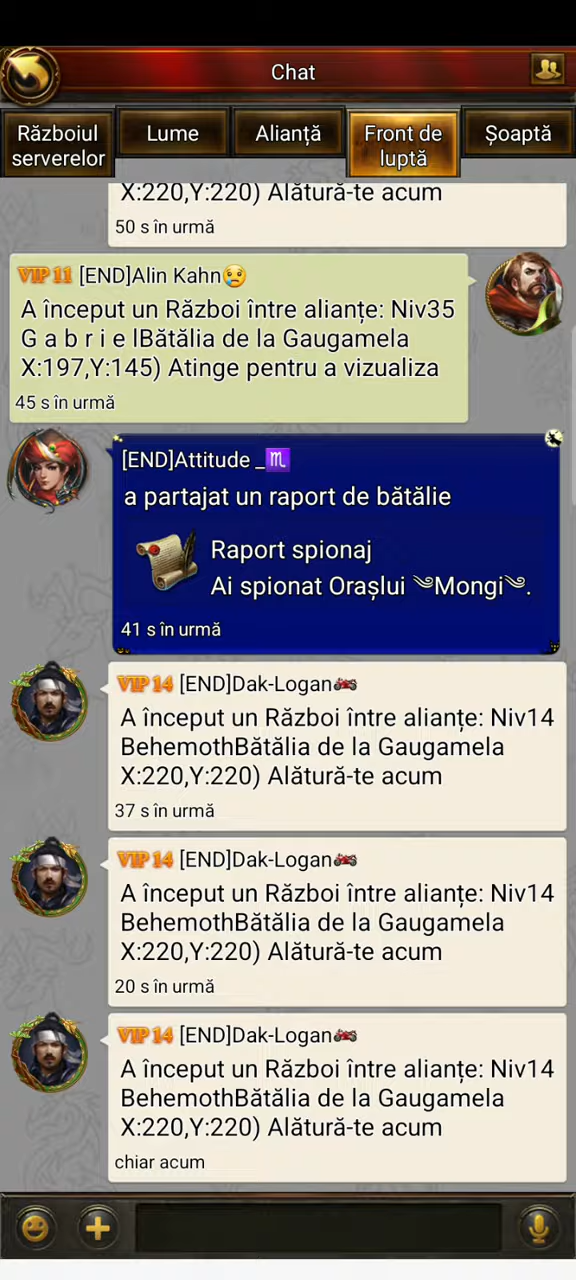 Chat
Războiul serverelor
Lume
Alianță
Front de luptă
Șoaptă
X:220,Y:220) Alătură-te acum
50 s în urmă
VIP 11 [END]Alin Kahn😢
A început un Război între alianțe: Niv35
G a b r i e lBătălia de la Gaugamela
X:197,Y:145) Atinge pentru a vizualiza
45 s în urmă
[END]Attitude _♏
a partajat un raport de bătălie
Raport spionaj
Ai spionat Orașlui ༄Mongi༄.
41 s în urmă
VIP 14 [END]Dak-Logan🏍
A început un Război între alianțe: Niv14
BehemothBătălia de la Gaugamela
X:220,Y:220) Alătură-te acum
37 s în urmă
VIP 14 [END]Dak-Logan🏍
A început un Război între alianțe: Niv14
BehemothBătălia de la Gaugamela
X:220,Y:220) Alătură-te acum
20 s în urmă
VIP 14 [END]Dak-Logan🏍
A început un Război între alianțe: Niv14
BehemothBătălia de la Gaugamela
X:220,Y:220) Alătură-te acum
chiar acum